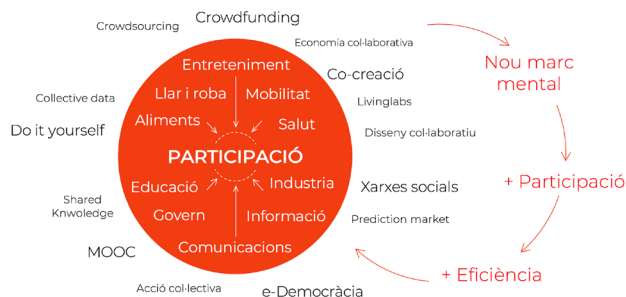 Crowdfunding
Crowdsourcing
Economia col·laborativa
Entreteniment
Nou marc
mental
Co-creació
Llar i roba
Mobilitat
Collective data
Livinglabs
Do it yourself
Aliments
Salut
Disseny col·laboratiu
PARTICIPACIÓ
+ Participació
Educació
Industria
Xarxes socials
Shared
Knwoledge
Govern
Informació
Prediction market
MOOC
Comunicacions
+ Eficiència
Acció col·lectiva
e-Democràcia